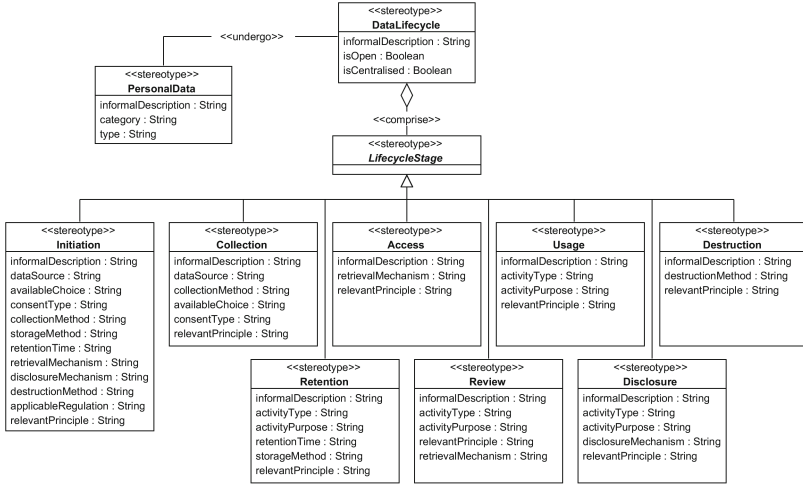 <<stereotype>>
DataLifecycle
informalDescription : String
isOpen : Boolean
isCentralised : Boolean
<<undergo>>
<<stereotype>>
PersonalData
informalDescription : String
category : String
type : String
<<comprise>>
<<stereotype>>
LifecycleStage
<<stereotype>>
Initiation
informalDescription : String
dataSource : String
availableChoice : String
consentType : String
collectionMethod : String
storageMethod : String
retentionTime : String
retrievalMechanism : String
disclosureMechanism : String
destructionMethod : String
applicableRegulation : String
relevantPrinciple : String
<<stereotype>>
Collection
informalDescription : String
dataSource : String
collectionMethod : String
availableChoice : String
consentType : String
relevantPrinciple : String
<<stereotype>>
Access
informalDescription : String
retrievalMechanism : String
relevantPrinciple : String
<<stereotype>>
Usage
informalDescription : String
activityType : String
activityPurpose : String
relevantPrinciple : String
<<stereotype>>
Destruction
informalDescription : String
destructionMethod : String
relevantPrinciple : String
<<stereotype>>
Retention
informalDescription : String
activityType : String
activityPurpose : String
retentionTime : String
storageMethod : String
relevantPrinciple : String
<<stereotype>>
Review
informalDescription : String
activityType : String
activityPurpose : String
relevantPrinciple : String
retrievalMechanism : String
<<stereotype>>
Disclosure
informalDescription : String
activityType : String
activityPurpose : String
disclosureMechanism : String
relevantPrinciple : String